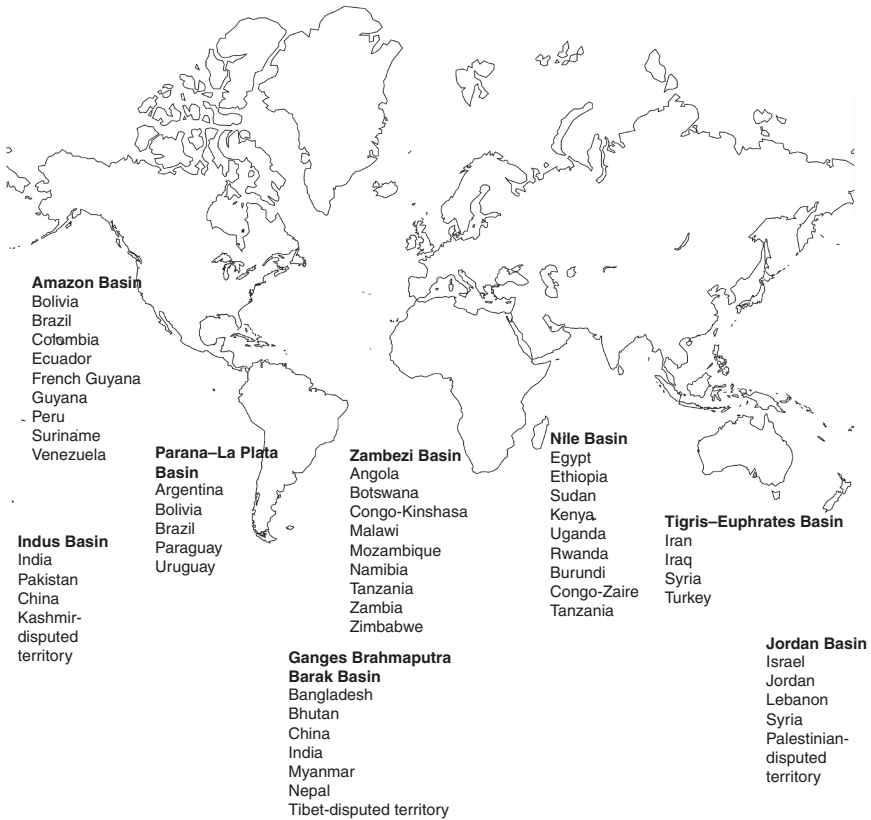 Amazon Basin
Bolivia
Brazil
Colombia
Ecuador
French Guyana
Guyana
Peru
Suriname
Venezuela
Parana–La Plata
Basin
Argentina
Bolivia
Brazil
Paraguay
Uruguay
Zambezi Basin
Angola
Botswana
Congo-Kinshasa
Malawi
Mozambique
Namibia
Tanzania
Zambia
Zimbabwe
Nile Basin
Egypt
Ethiopia
Sudan
Kenya
Uganda
Rwanda
Burundi
Congo-Zaire
Tanzania
Tigris–Euphrates Basin
Iran
Iraq
Syria
Turkey
Indus Basin
India
Pakistan
China
Kashmir-
disputed
territory
Ganges Brahmaputra
Barak Basin
Bangladesh
Bhutan
China
India
Myanmar
Nepal
Tibet-disputed territory
Jordan Basin
Israel
Jordan
Lebanon
Syria
Palestinian-
disputed
territory